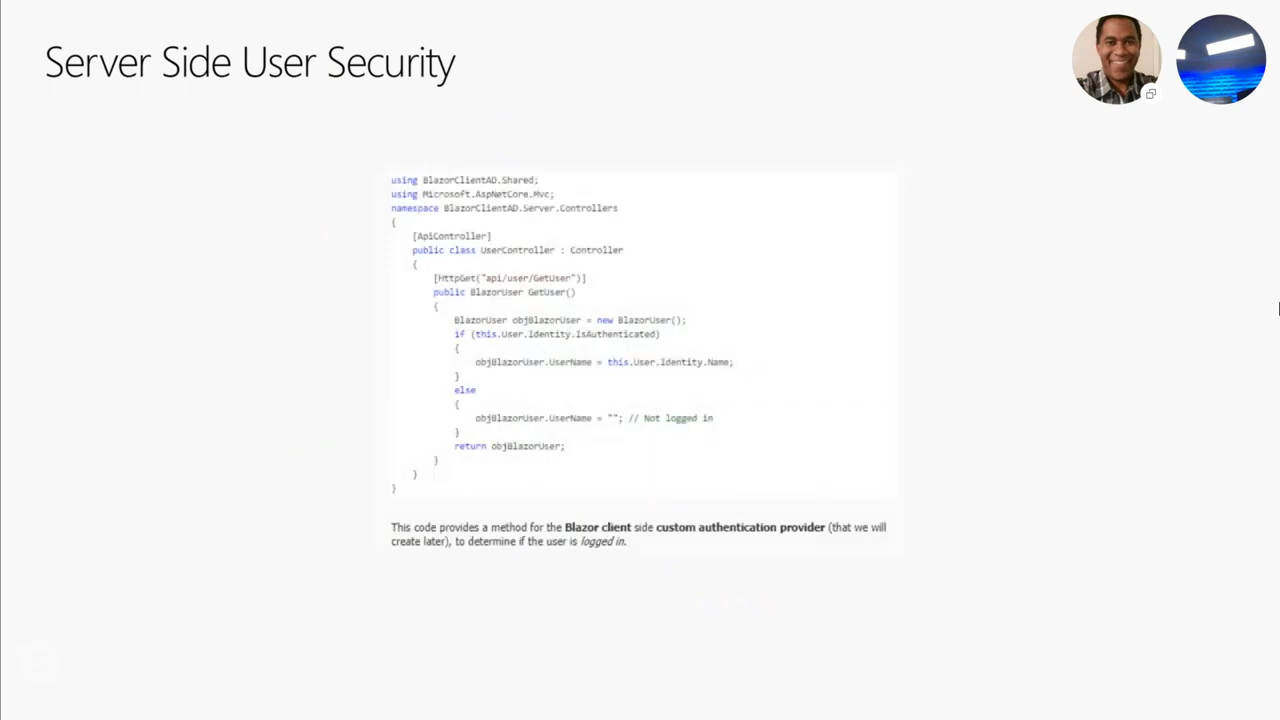 Server Side User Security
using BlazorClientAD.Shared;
using Microsoft.AspNetCore.Mvc;
namespace BlazorClientAD.Server.Controllers
{
    [ApiController]
    public class UserController : Controller
    {
        [HttpGet("api/user/GetUser")]
        public BlazorUser GetUser()
        {
            BlazorUser objBlazorUser = new BlazorUser();
            if (this.User.Identity.IsAuthenticated)
            {
                objBlazorUser.UserName = this.User.Identity.Name;
            }
            else
            {
                objBlazorUser.UserName = ""; // Not logged in
            }
            return objBlazorUser;
        }
    }
}
This code provides a method for the Blazor client side custom authentication provider (that we will
create later), to determine if the user is logged in.